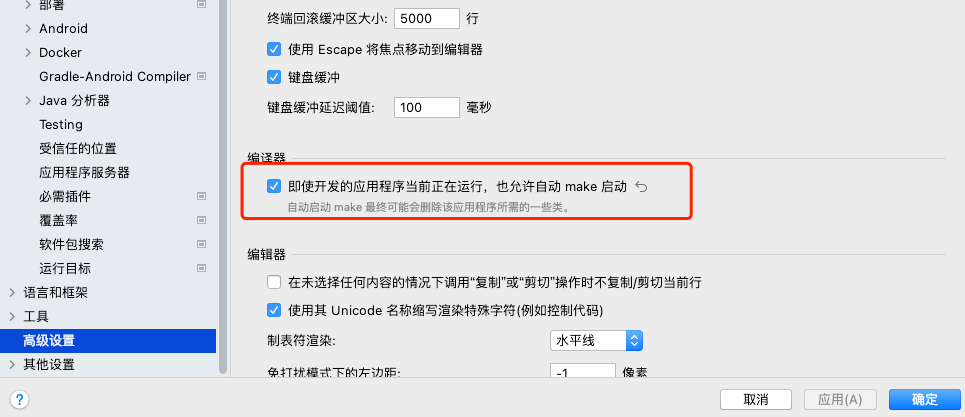 部署
Android
Docker
Gradle-Android Compiler
Java 分析器
Testing
受信任的位置
应用程序服务器
必需插件
覆盖率
软件包搜索
运行目标
语言和框架
工具
高级设置
其他设置
终端回滚缓冲区大小: 5000 行
使用 Escape 将焦点移动到编辑器
键盘缓冲
键盘缓冲延迟阈值: 100 毫秒
编译器
即使开发的应用程序当前正在运行，也允许自动 make 启动
自动启动 make 最终可能会删除该应用程序所需的一些类。
编辑器
在未选择任何内容的情况下调用“复制”或“剪切”操作时不复制/剪切当前行
使用其 Unicode 名称缩写渲染特殊字符(例如控制代码)
制表符渲染: 水平线
免打扰模式下的左边距: -1 像素
? 取消 应用(A) 确定